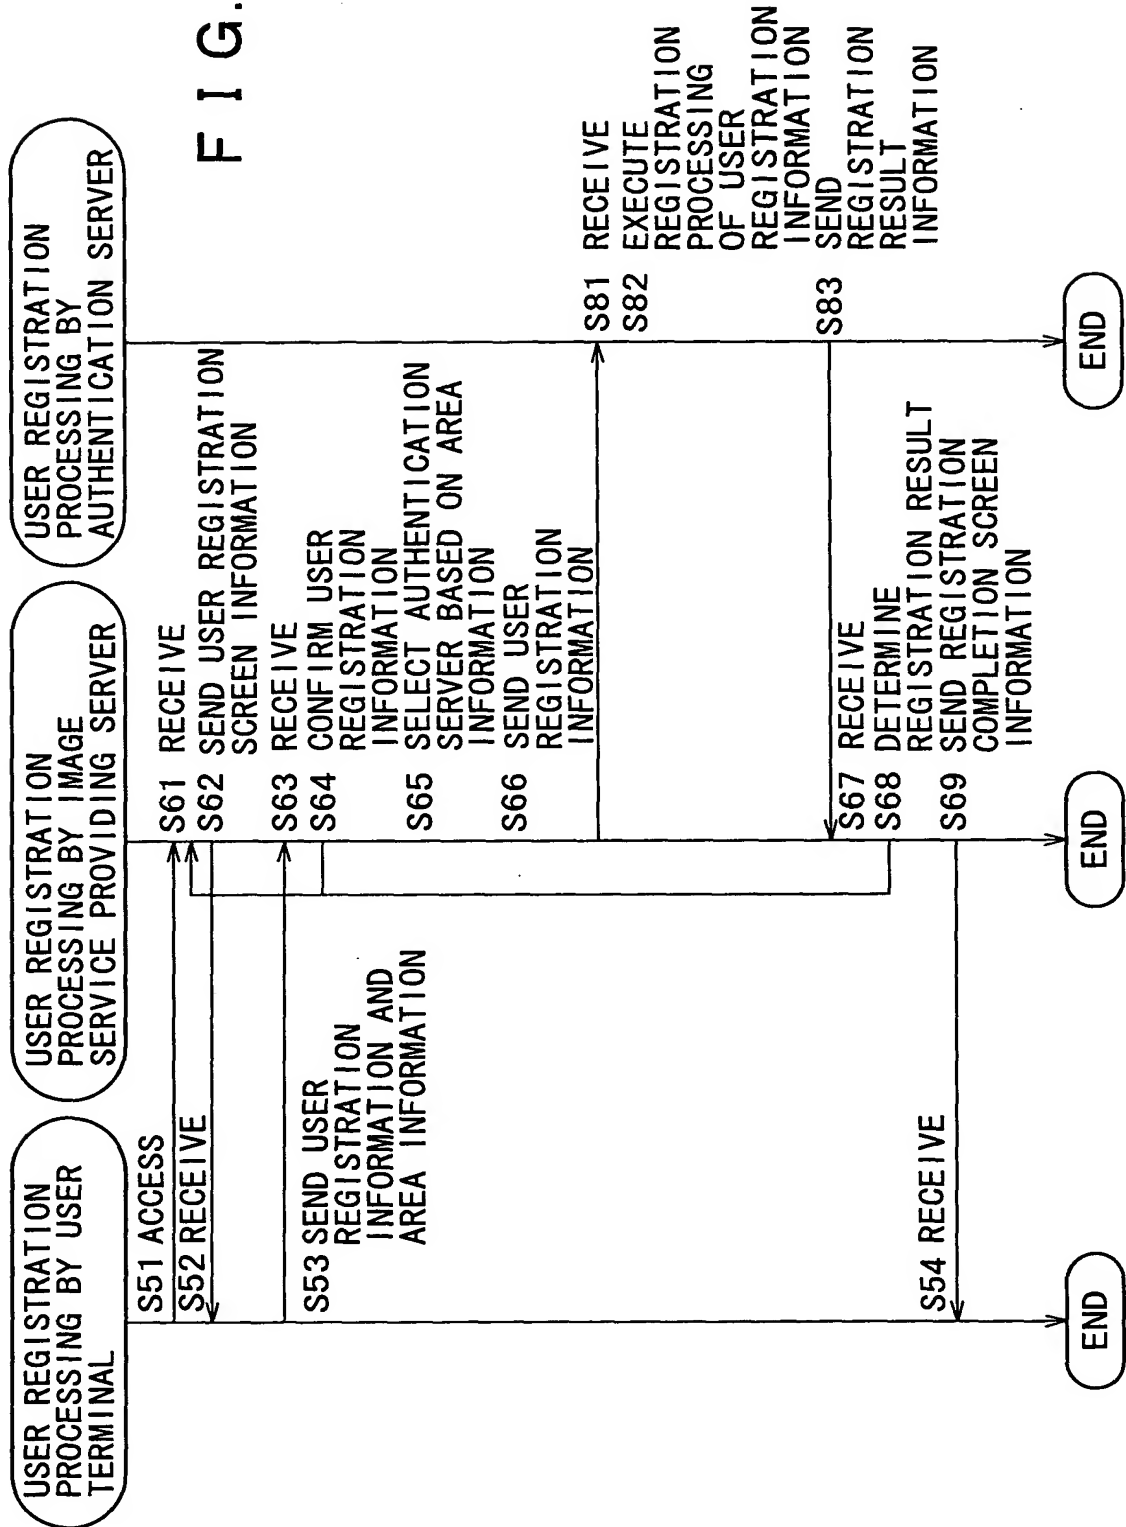 FIG.
USER REGISTRATION
PROCESSING BY USER
TERMINAL
USER REGISTRATION
PROCESSING BY IMAGE
SERVICE PROVIDING SERVER
USER REGISTRATION
PROCESSING BY
AUTHENTICATION SERVER
S51 ACCESS
S61 RECEIVE
S52 RECEIVE
S62 SEND USER REGISTRATION
SCREEN INFORMATION
S63 RECEIVE
S53 SEND USER
REGISTRATION
INFORMATION AND
AREA INFORMATION
S64 CONFIRM USER
REGISTRATION
INFORMATION
S65 SELECT AUTHENTICATION
SERVER BASED ON AREA
INFORMATION
S66 SEND USER
REGISTRATION
INFORMATION
S81 RECEIVE
S82 EXECUTE
REGISTRATION
PROCESSING
OF USER
REGISTRATION
INFORMATION
S83 SEND
REGISTRATION
RESULT
INFORMATION
S67 RECEIVE
S68 DETERMINE
REGISTRATION RESULT
S69 SEND REGISTRATION
COMPLETION SCREEN
INFORMATION
S54 RECEIVE
END
END
END